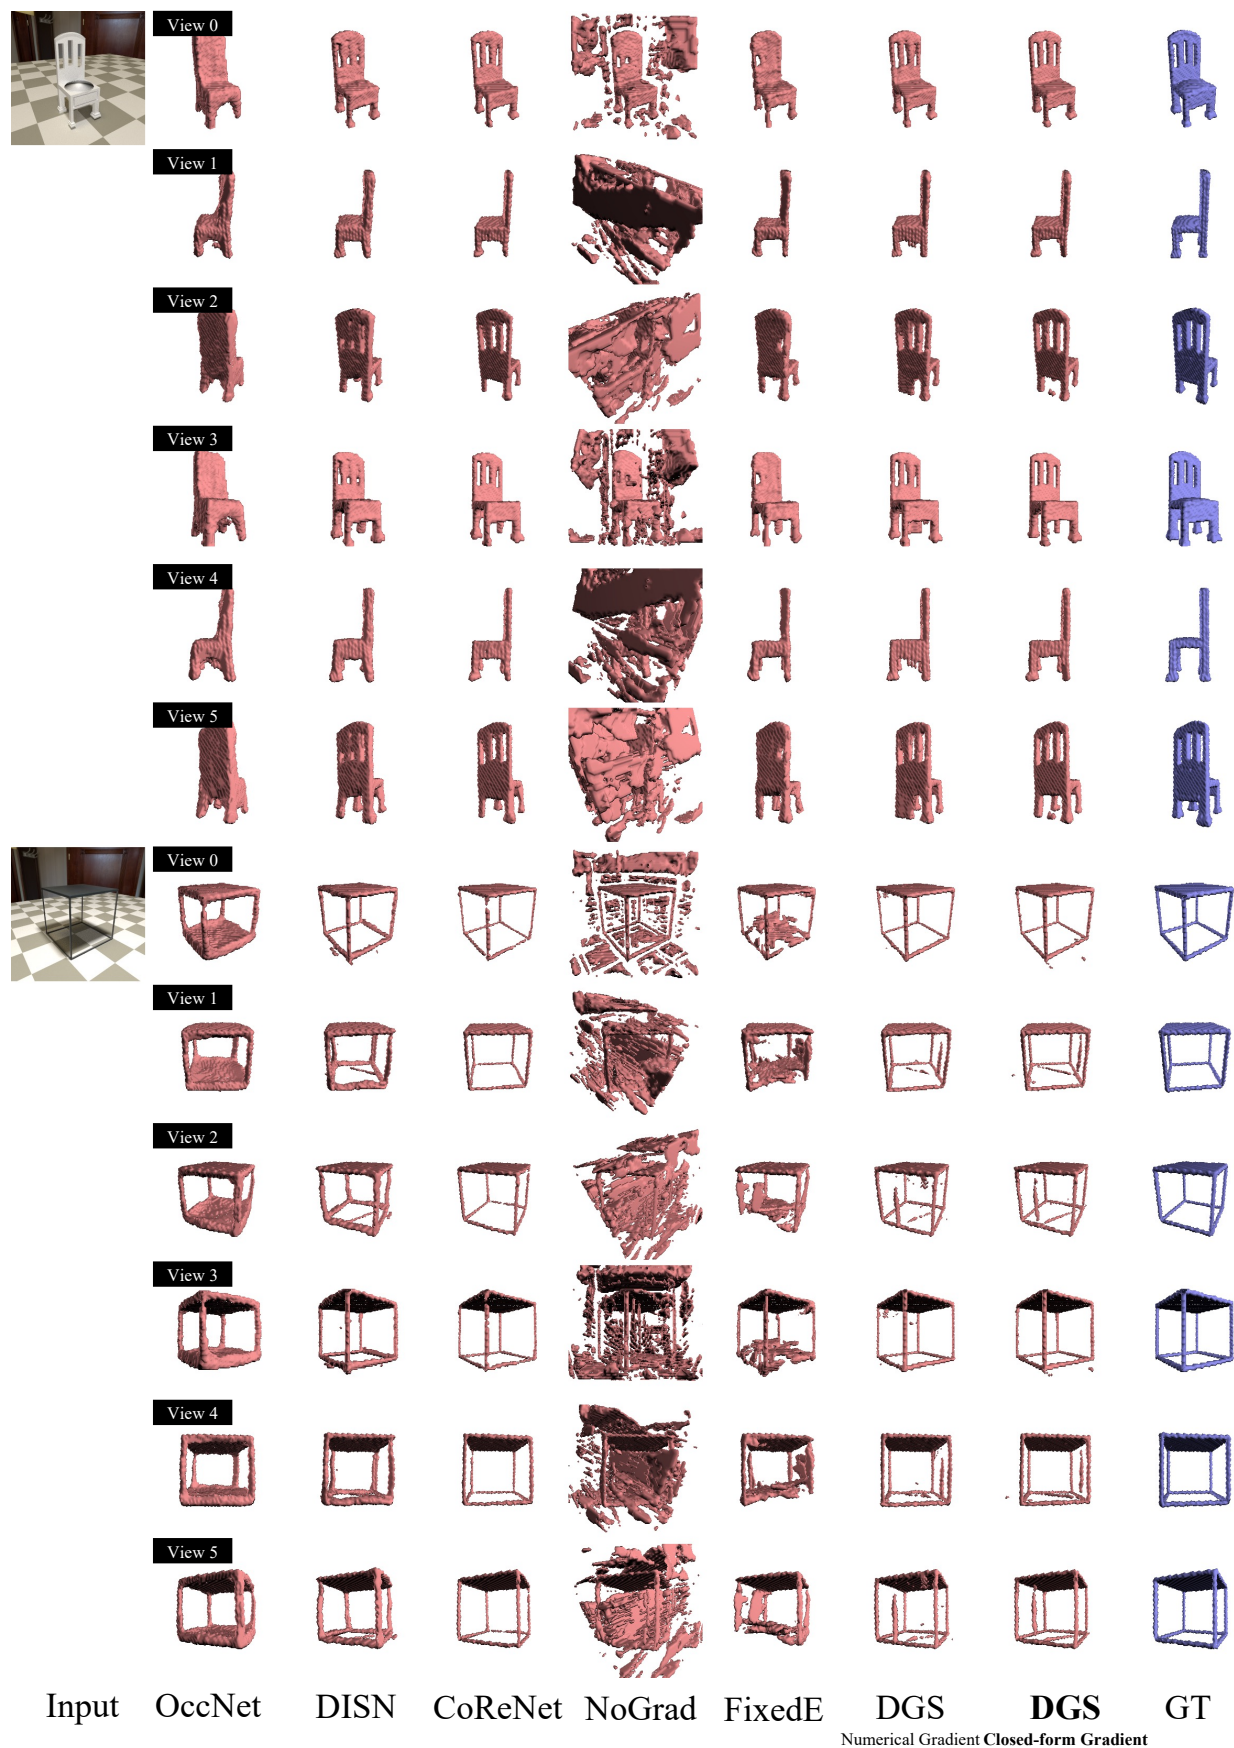 View 0
View 1
View 2
View 3
View 4
View 5
View 0
View 1
View 2
View 3
View 4
View 5
Input OccNet DISN CoReNet NoGrad FixedE DGS DGS GT
Numerical Gradient Closed-form Gradient